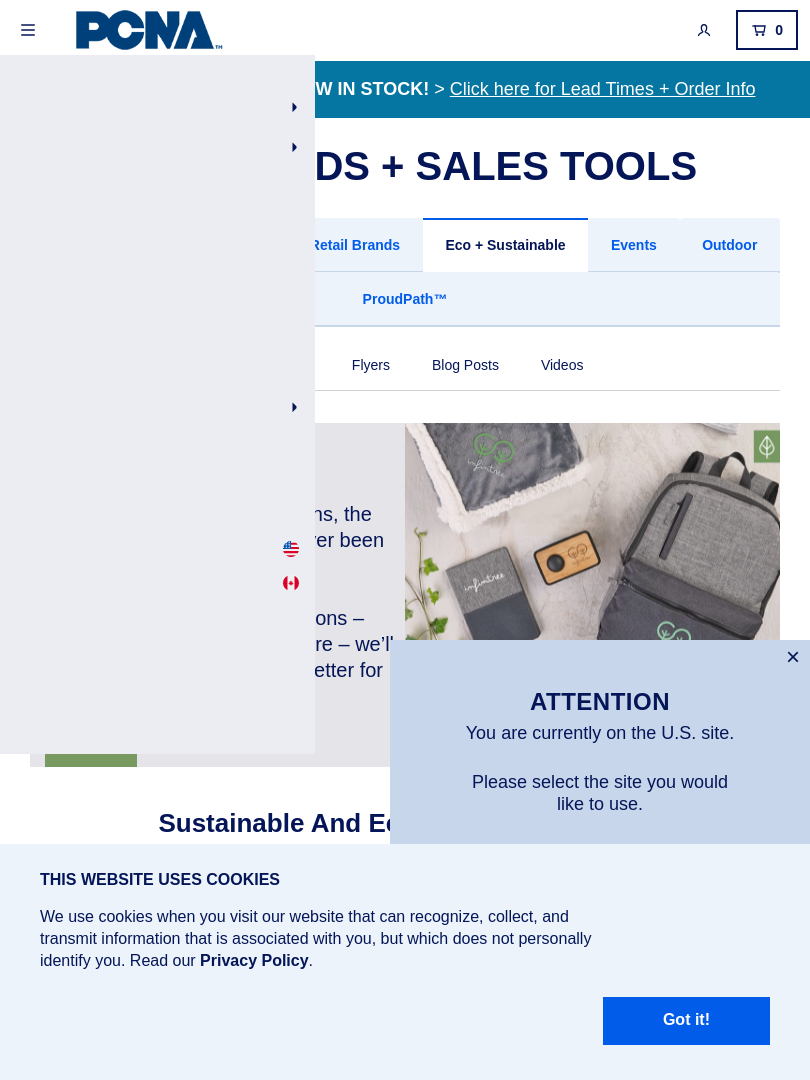 PCNA™
0
W IN STOCK! > Click here for Lead Times + Order Info
DS + SALES TOOLS
Retail Brands
Eco + Sustainable
Events
Outdoor
ProudPath™
Flyers
Blog Posts
Videos
infinitree
infinitree
ns, the
ver been
ons –
re – we'll
etter for
×
ATTENTION
You are currently on the U.S. site.
Please select the site you would
like to use.
Sustainable And Ec
THIS WEBSITE USES COOKIES
We use cookies when you visit our website that can recognize, collect, and
transmit information that is associated with you, but which does not personally
identify you. Read our Privacy Policy.
Got it!